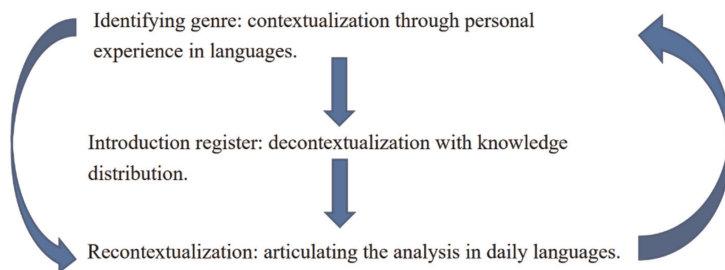 Identifying genre: contextualization through personal
experience in languages.
Introduction register: decontextualization with knowledge
distribution.
Recontextualization: articulating the analysis in daily languages.